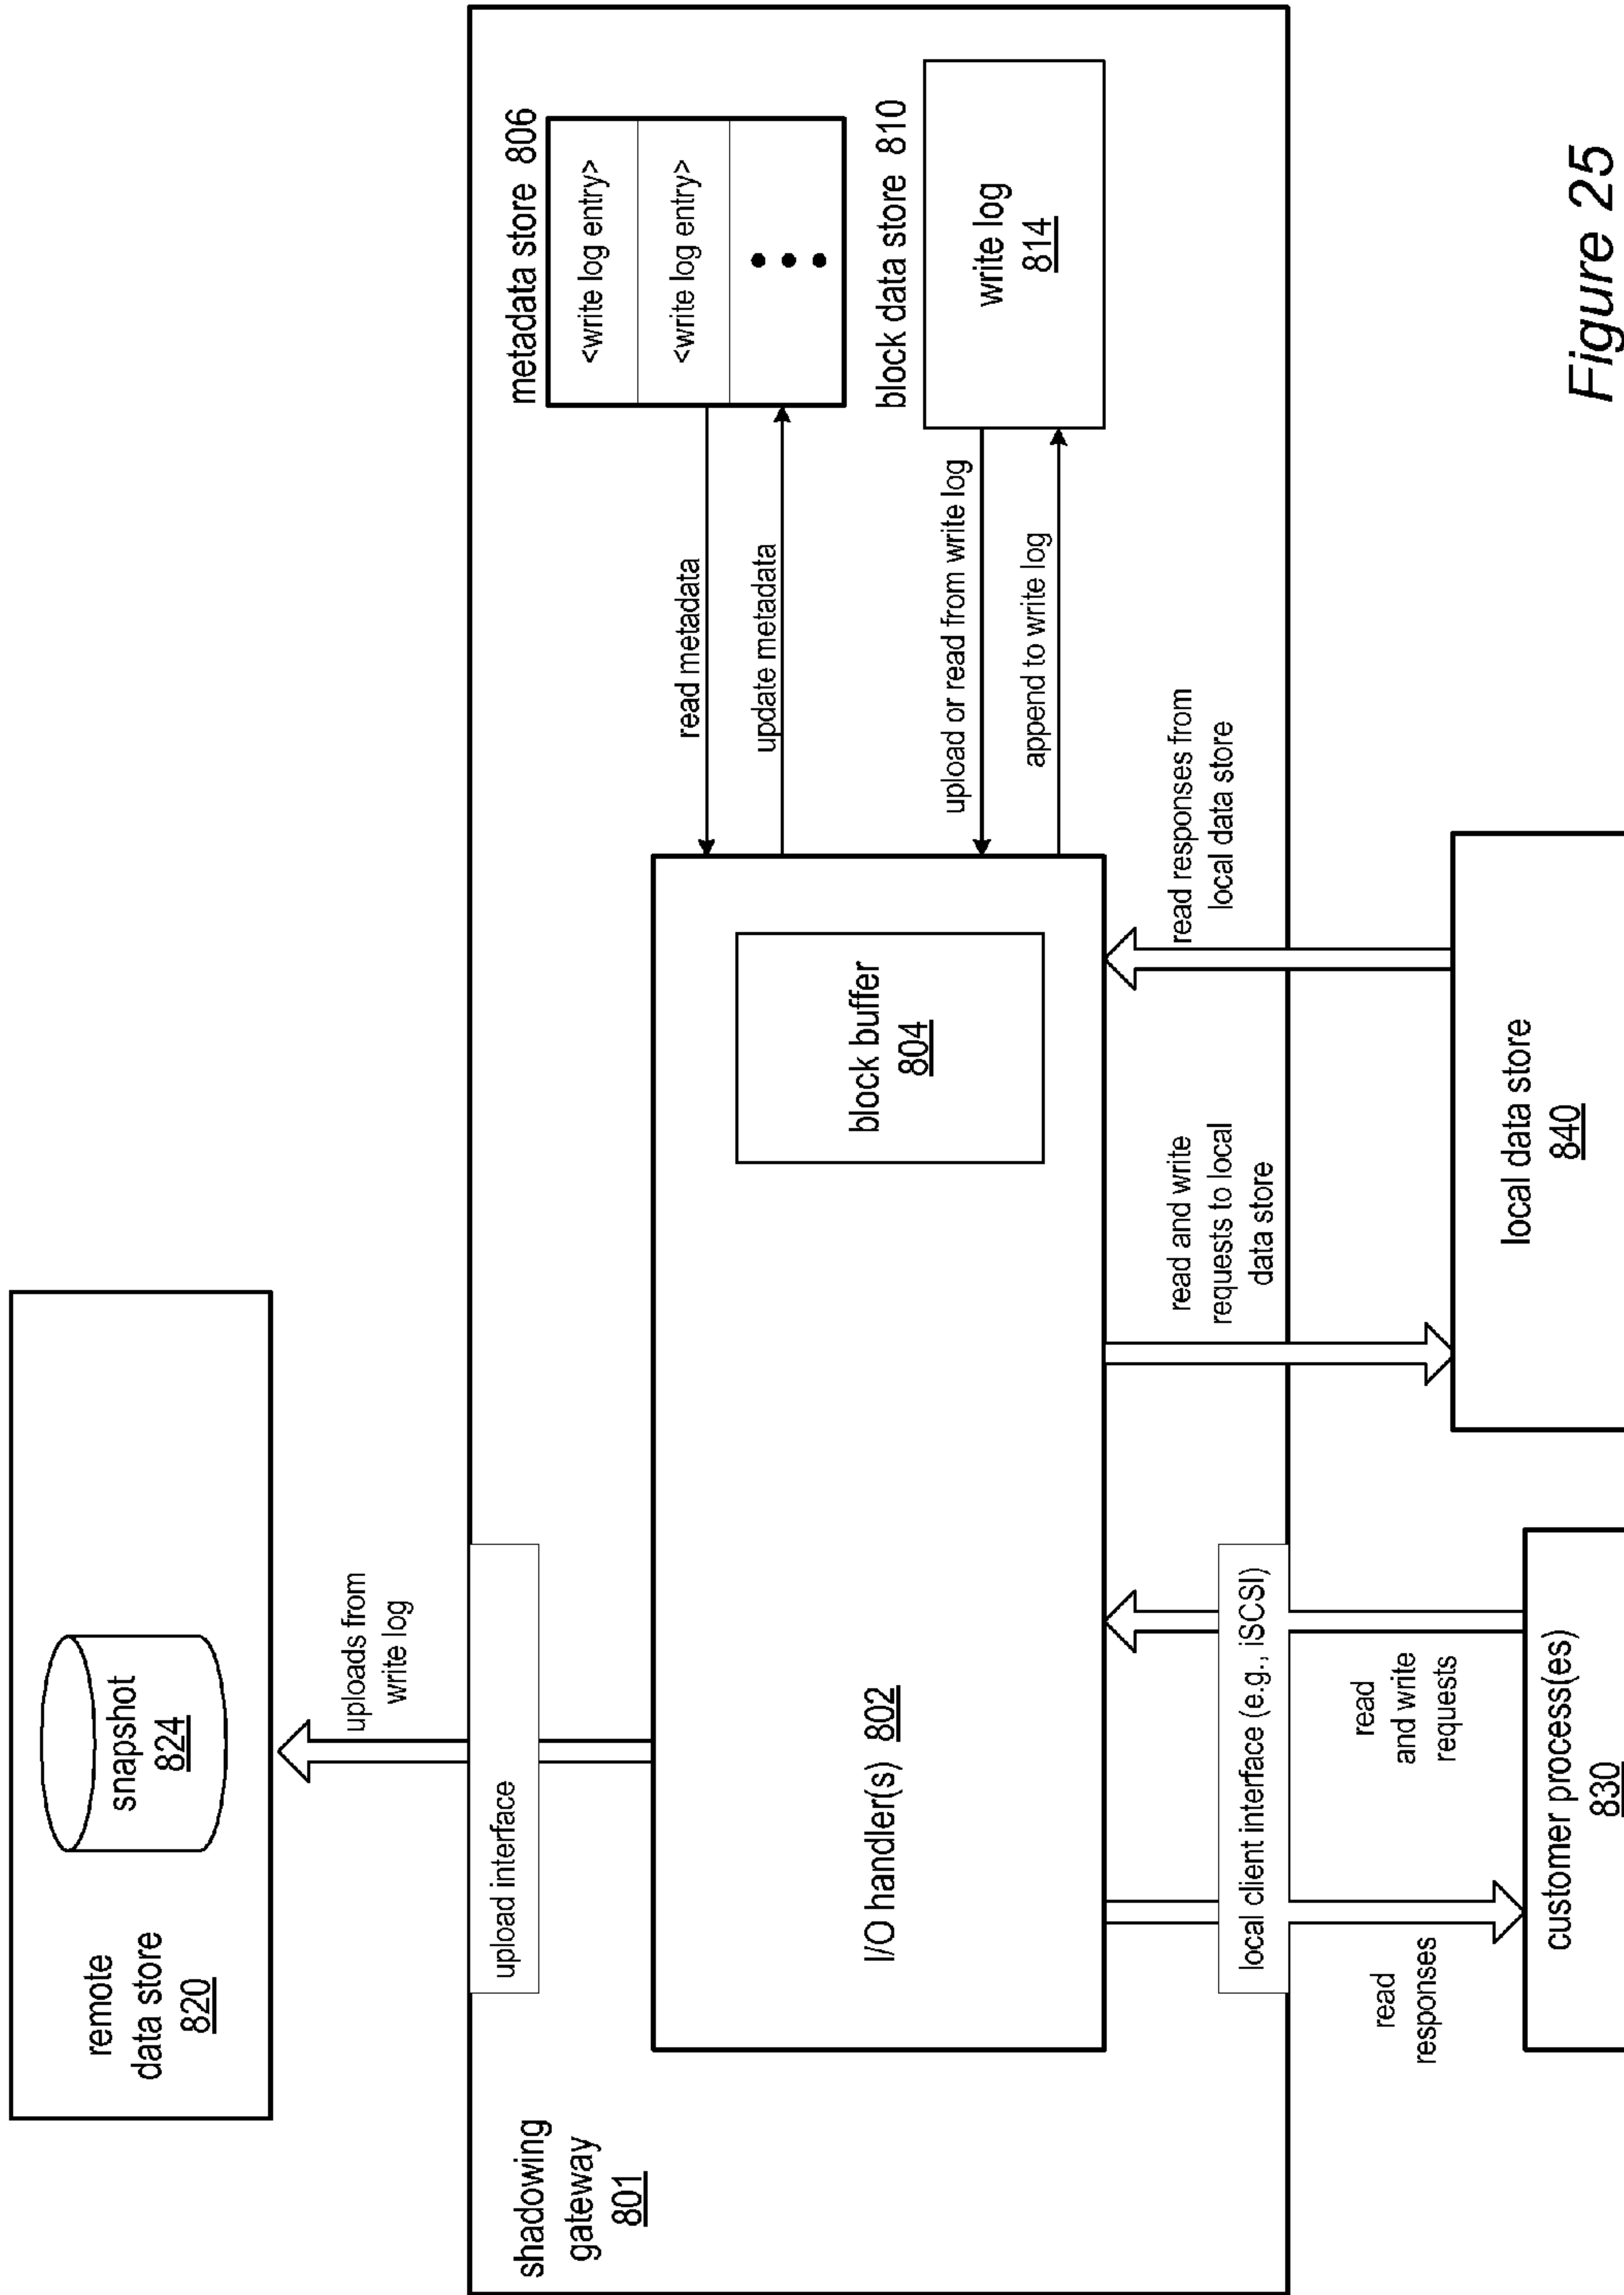 remote
data store
820
snapshot
824
uploads from
write log
shadowing
gateway
801
upload interface
metadata store 806
<write log entry>
<write log entry>
read metadata
update metadata
block data store 810
write log
814
upload or read from write log
append to write log
I/O handler(s) 802
block buffer
804
local client interface (e.g., iSCSI)
read
responses
read
and write
requests
read and write
requests to local
data store
read responses from
local data store
customer process(es)
830
local data store
840
Figure 25